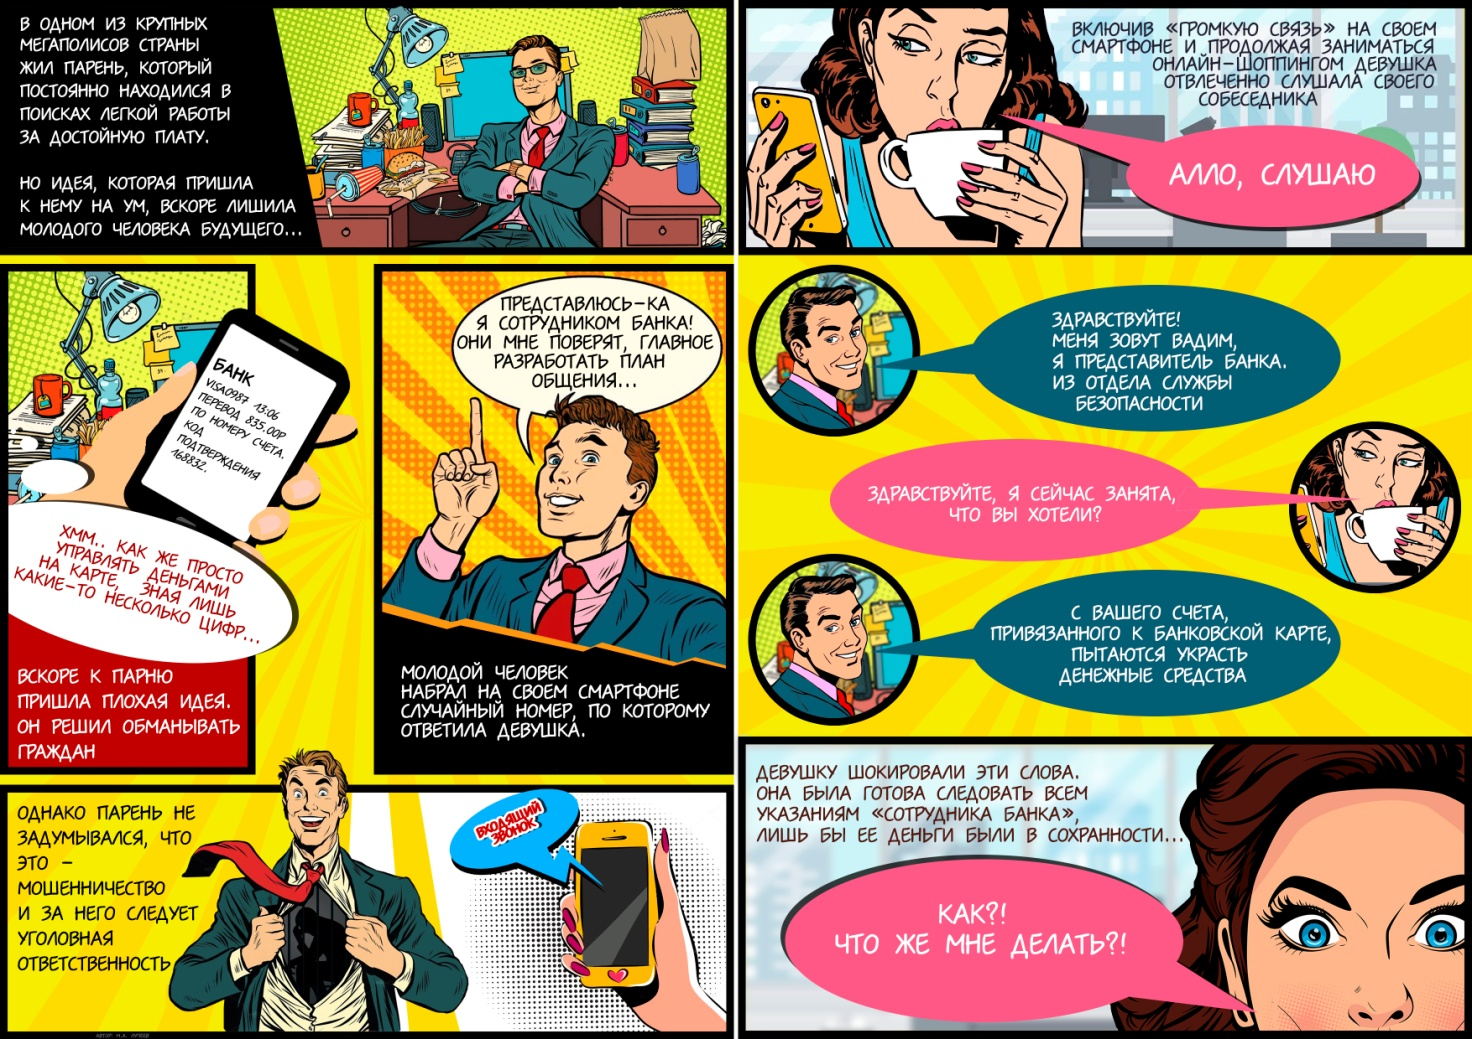 В ОДНОМ ИЗ КРУПНЫХ
МЕГАПОЛИСОВ СТРАНЫ
ЖИЛ ПАРЕНЬ, КОТОРЫЙ
ПОСТОЯННО НАХОДИЛСЯ В
ПОИСКАХ ЛЕГКОЙ РАБОТЫ
ЗА ДОСТОЙНУЮ ПЛАТУ.
НО ИДЕЯ, КОТОРАЯ ПРИШЛА
К НЕМУ НА УМ, ВСКОРЕ ЛИШИЛА
МОЛОДОГО ЧЕЛОВЕКА БУДУЩЕГО...
БАНК
VISA0987 13:06
ПЕРЕВОД 835.00Р
ПО НОМЕРУ СЧЕТА.
КОД
ПОДТВЕРЖДЕНИЯ
168832.
ХММ.. КАК ЖЕ ПРОСТО
УПРАВЛЯТЬ ДЕНЬГАМИ
НА КАРТЕ, ЗНАЯ ЛИШЬ
КАКИЕ-ТО НЕСКОЛЬКО ЦИФР...
ВСКОРЕ К ПАРНЮ
ПРИШЛА ПЛОХАЯ ИДЕЯ.
ОН РЕШИЛ ОБМАНЫВАТЬ
ГРАЖДАН
ПРЕДСТАВЛЮСЬ-КА
Я СОТРУДНИКОМ БАНКА!
ОНИ МНЕ ПОВЕРЯТ, ГЛАВНОЕ
РАЗРАБОТАТЬ ПЛАН
ОБЩЕНИЯ...
МОЛОДОЙ ЧЕЛОВЕК
НАБРАЛ НА СВОЕМ СМАРТФОНЕ
СЛУЧАЙНЫЙ НОМЕР, ПО КОТОРОМУ
ОТВЕТИЛА ДЕВУШКА.
ОДНАКО ПАРЕНЬ НЕ
ЗАДУМЫВАЛСЯ, ЧТО
ЭТО -
МОШЕННИЧЕСТВО
И ЗА НЕГО СЛЕДУЕТ
УГОЛОВНАЯ
ОТВЕТСТВЕННОСТЬ
ВХОДЯЩИЙ
ЗВОНОК
ВКЛЮЧИВ «ГРОМКУЮ СВЯЗЬ» НА СВОЕМ
СМАРТФОНЕ И ПРОДОЛЖАЯ ЗАНИМАТЬСЯ
ОНЛАЙН-ШОППИНГОМ ДЕВУШКА
ОТВЛЕЧЕННО СЛУШАЛА СВОЕГО
СОБЕСЕДНИКА
АЛЛО, СЛУШАЮ
ЗДРАВСТВУЙТЕ!
МЕНЯ ЗОВУТ ВАДИМ,
Я ПРЕДСТАВИТЕЛЬ БАНКА.
ИЗ ОТДЕЛА СЛУЖБЫ
БЕЗОПАСНОСТИ
ЗДРАВСТВУЙТЕ, Я СЕЙЧАС ЗАНЯТА,
ЧТО ВЫ ХОТЕЛИ?
С ВАШЕГО СЧЕТА,
ПРИВЯЗАННОГО К БАНКОВСКОЙ КАРТЕ,
ПЫТАЮТСЯ УКРАСТЬ
ДЕНЕЖНЫЕ СРЕДСТВА
ДЕВУШКУ ШОКИРОВАЛИ ЭТИ СЛОВА.
ОНА БЫЛА ГОТОВА СЛЕДОВАТЬ ВСЕМ
УКАЗАНИЯМ «СОТРУДНИКА БАНКА»,
ЛИШЬ БЫ ЕЕ ДЕНЬГИ БЫЛИ В СОХРАННОСТИ...
КАК?!
ЧТО ЖЕ МНЕ ДЕЛАТЬ?!